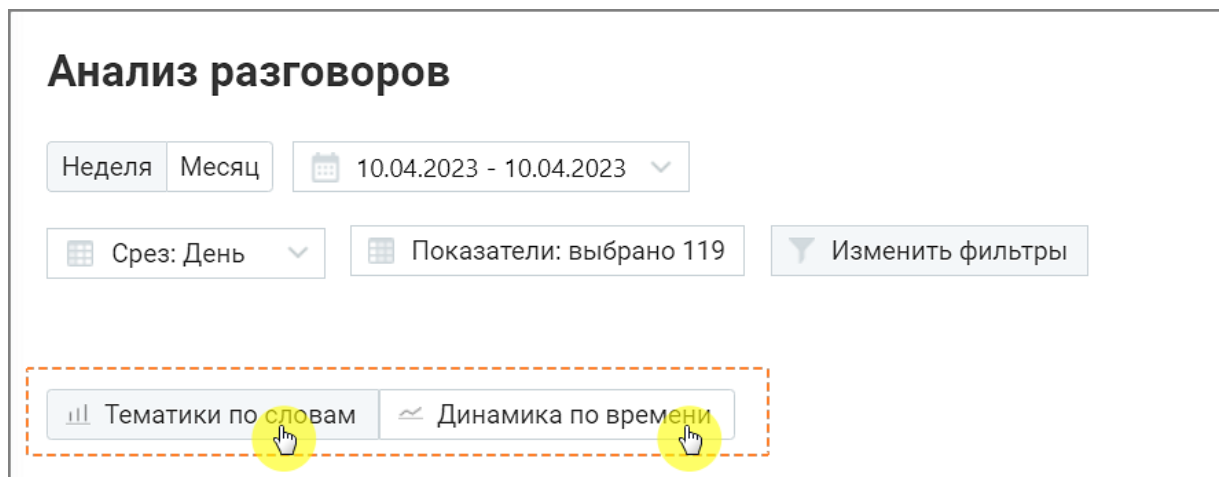 Анализ разговоров
Неделя Месяц 10.04.2023 - 10.04.2023
Срез: День Показатели: выбрано 119 Изменить фильтры
Тематики по словам Динамика по времени